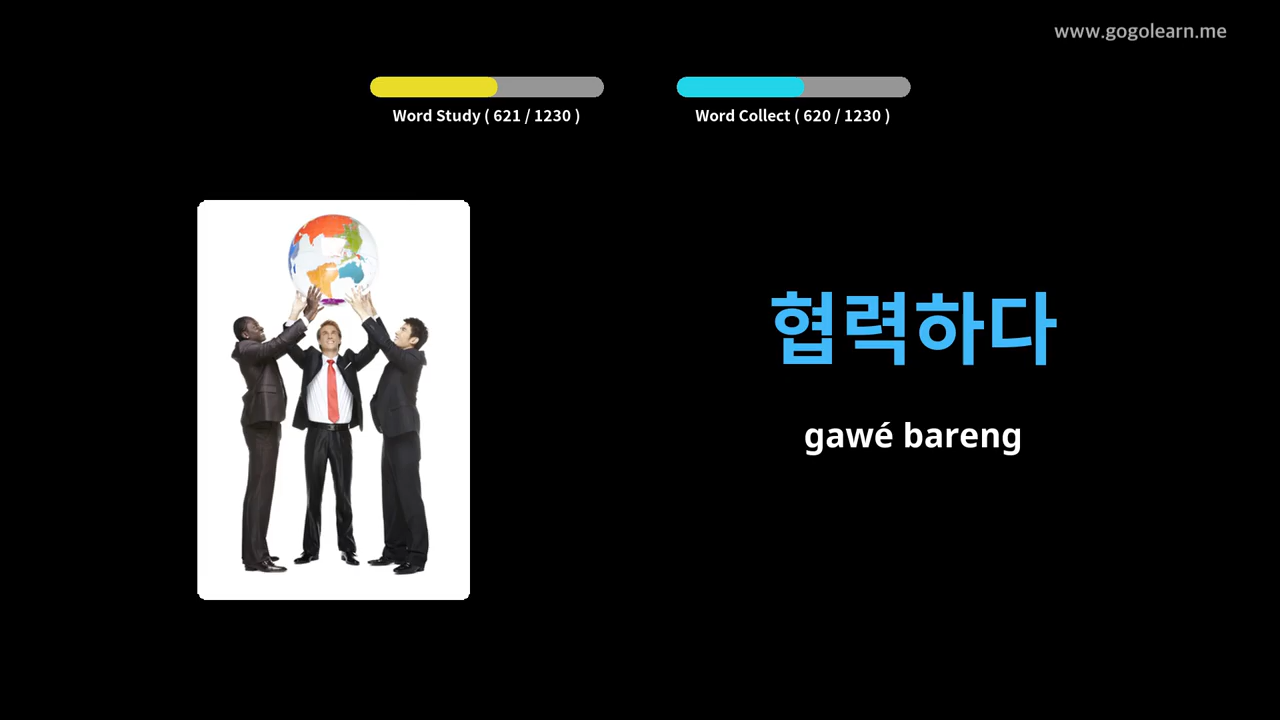 www.gogolearn.me
Word Study ( 621 / 1230 )
Word Collect ( 620 / 1230 )
협력하다
gawé bareng